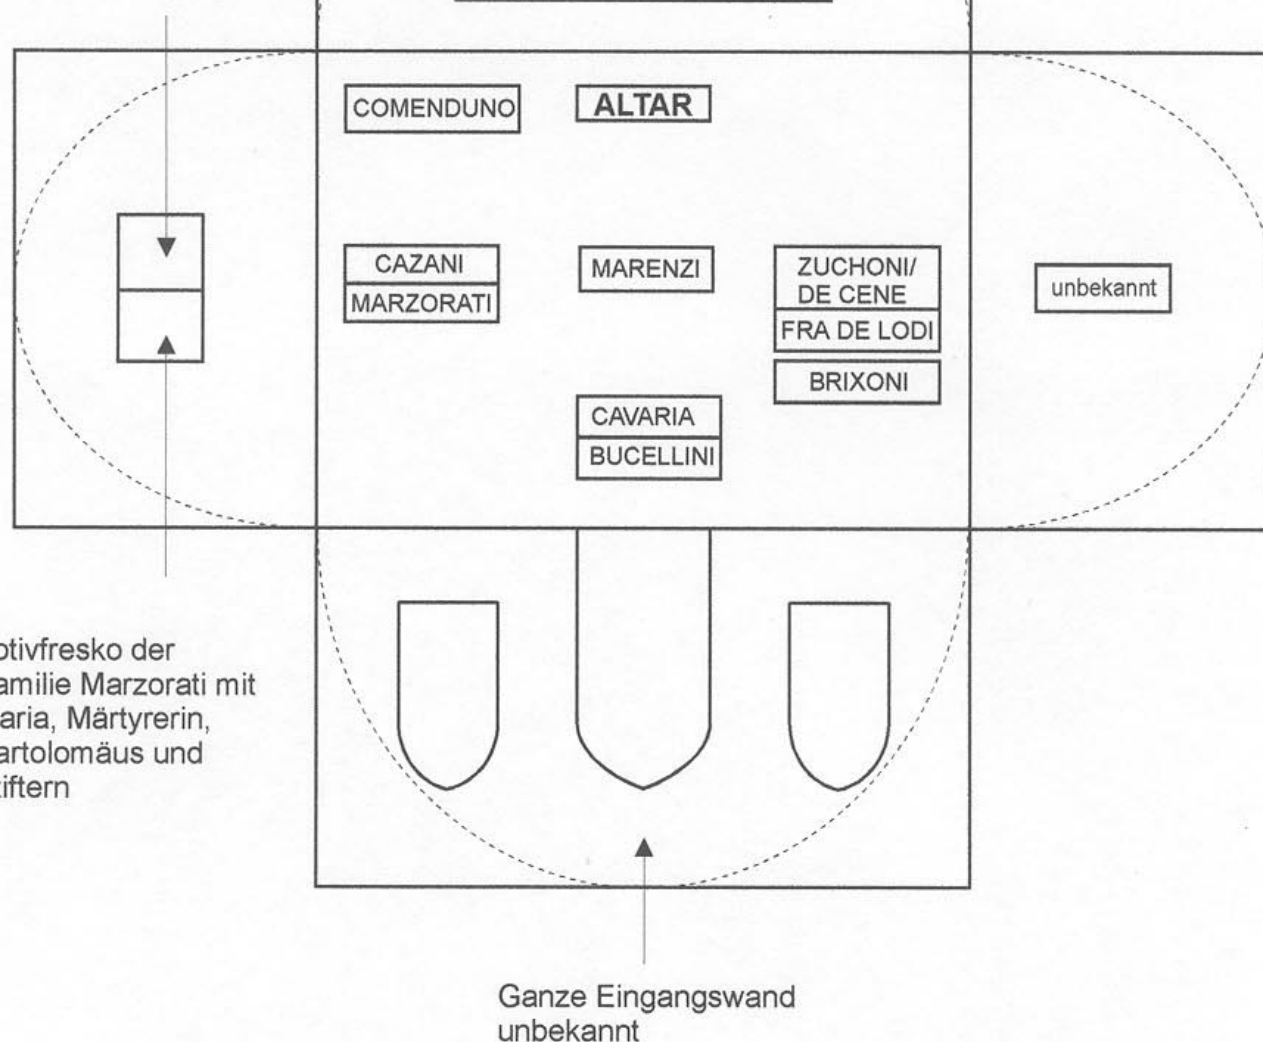 COMENDUNO
ALTAR
CAZANI
MARZORATI
MARENZI
ZUCHONI/
DE CENE
FRA DE LODI
BRIXONI
unbekannt
CAVARIA
BUCELLINI
otivfresko der
amilie Marzorati mit
aria, Märtyrerin,
artolomäus und
tiftern
Ganze Eingangswand
unbekannt